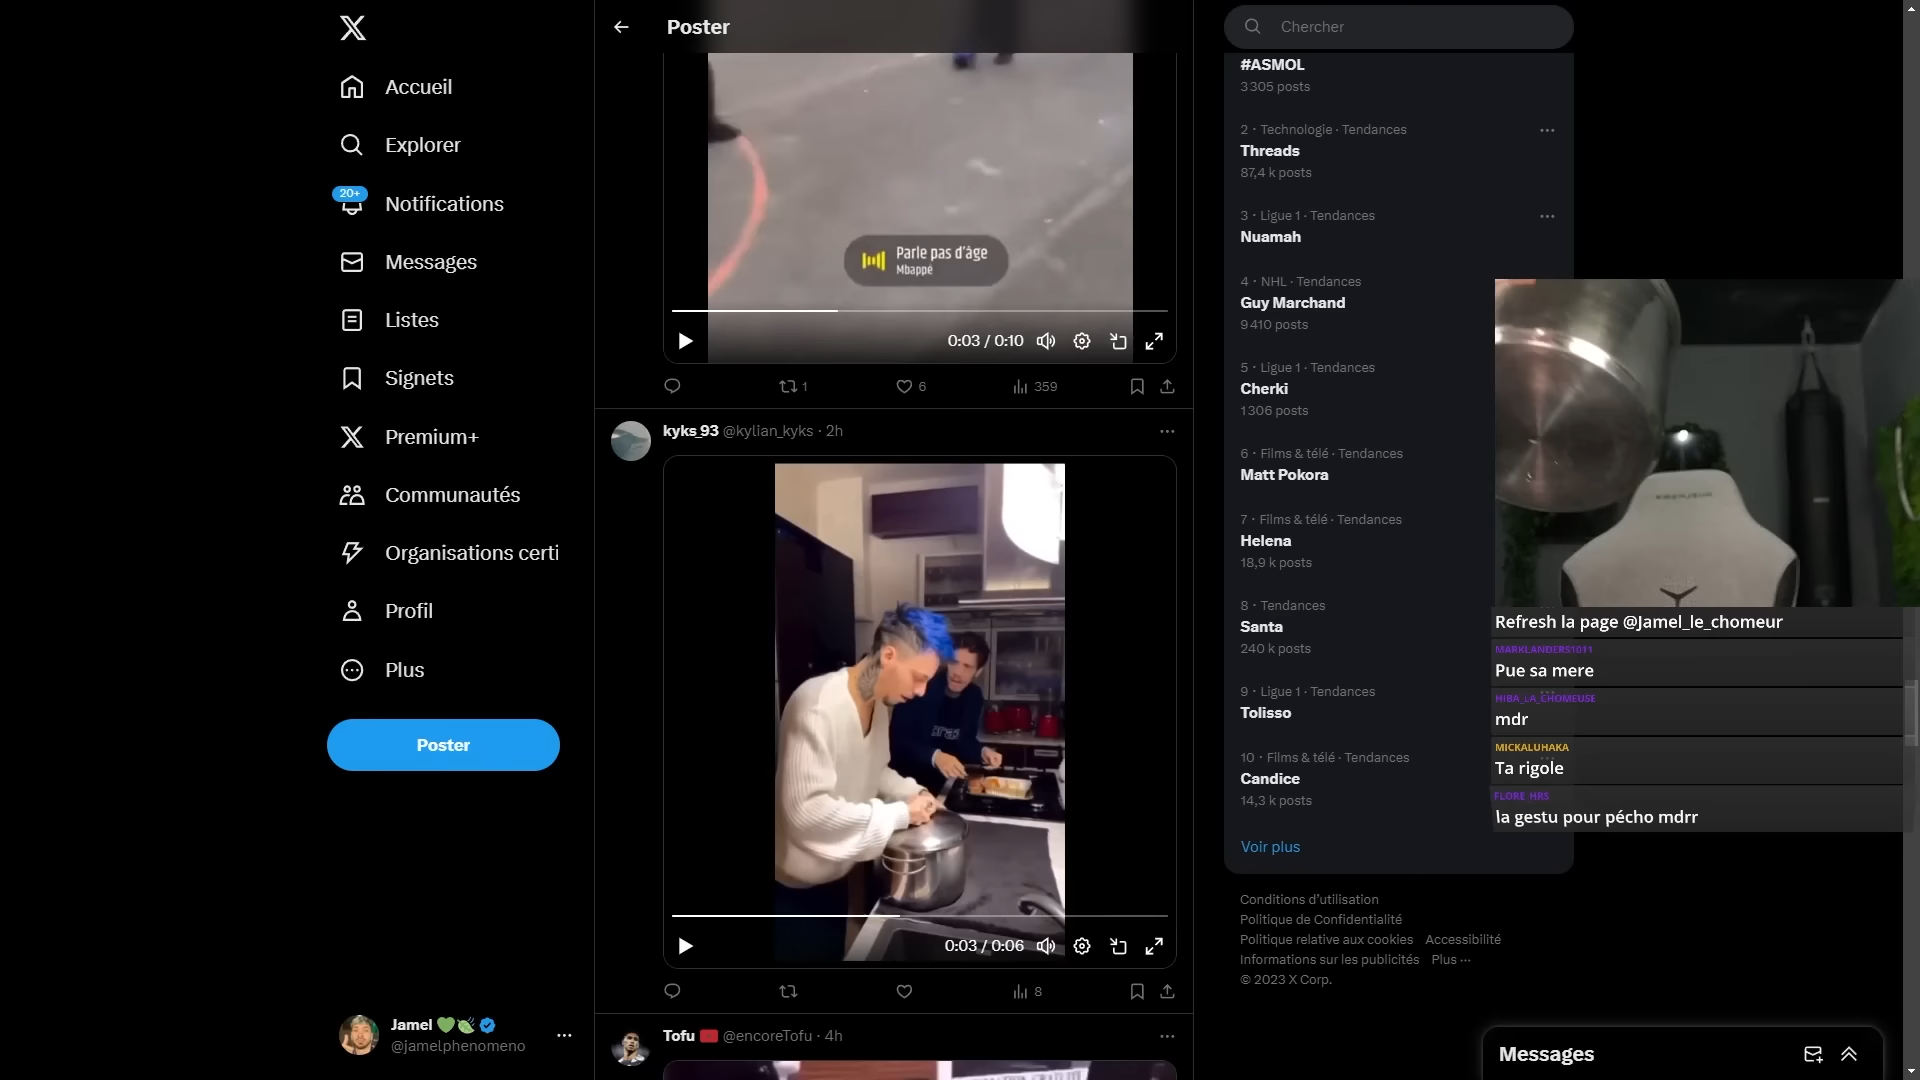 Accueil
Explorer
20+
Notifications
Messages
Listes
Signets
Premium+
Communautés
Organisations certi
Profil
Plus
Poster
Jamel
@jamelphenomeno
Poster
Parle pas d'âge
Mbappé
0:03 / 0:10
1
6
359
kyks_93 @kylian_kyks · 2h
0:03 / 0:06
8
Tofu @encoreTofu · 4h
Chercher
#ASMOL
3 305 posts
2 · Technologie · Tendances
Threads
87,4 k posts
3 · Ligue 1 · Tendances
Nuamah
4 · NHL · Tendances
Guy Marchand
9 410 posts
5 · Ligue 1 · Tendances
Cherki
1 306 posts
6 · Films & télé · Tendances
Matt Pokora
7 · Films & télé · Tendances
Helena
18,9 k posts
8 · Tendances
Santa
240 k posts
9 · Ligue 1 · Tendances
Tolisso
10 · Films & télé · Tendances
Candice
14,3 k posts
Voir plus
Conditions d'utilisation
Politique de Confidentialité
Politique relative aux cookies Accessibilité
Informations sur les publicités Plus ···
© 2023 X Corp.
Refresh la page @Jamel_le_chomeur
MARKLANDERS1011
Pue sa mere
HIBA_LA_CHOMEUSE
mdr
MICKALUHAKA
Ta rigole
FLORE_HRS
la gestu pour pécho mdrr
Messages